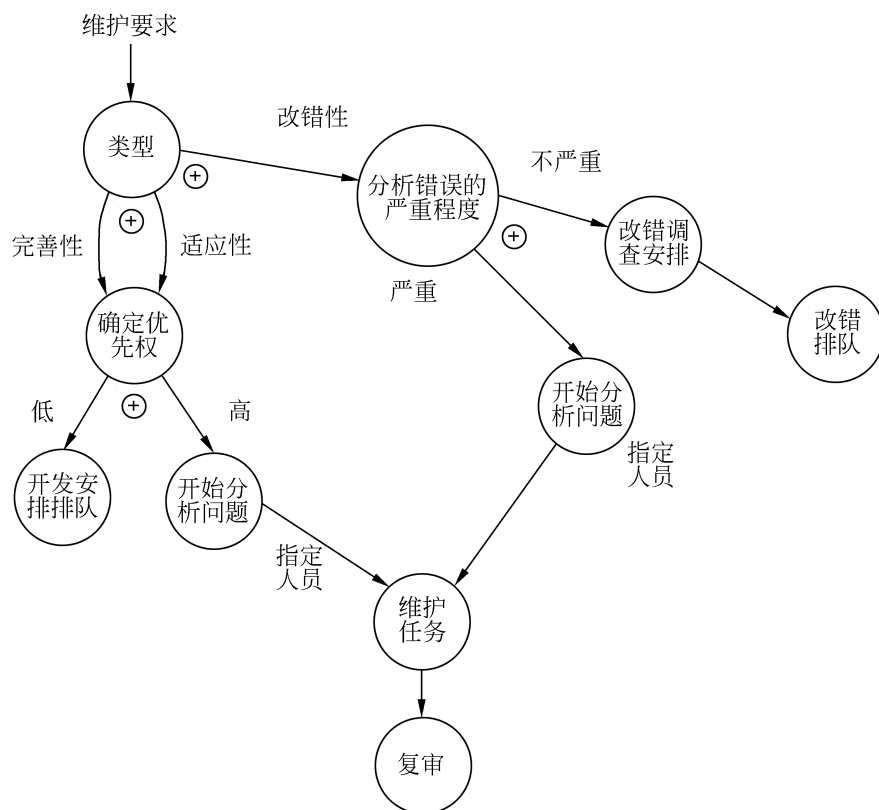 维护要求
类型
改错性
分析错误的
严重程度
不严重
改错调
查安排
改错
排队
完善性
适应性
严重
确定优
先权
低
高
开始分
析问题
指定
人员
开发安
排排队
开始分
析问题
指定
人员
维护
任务
复审